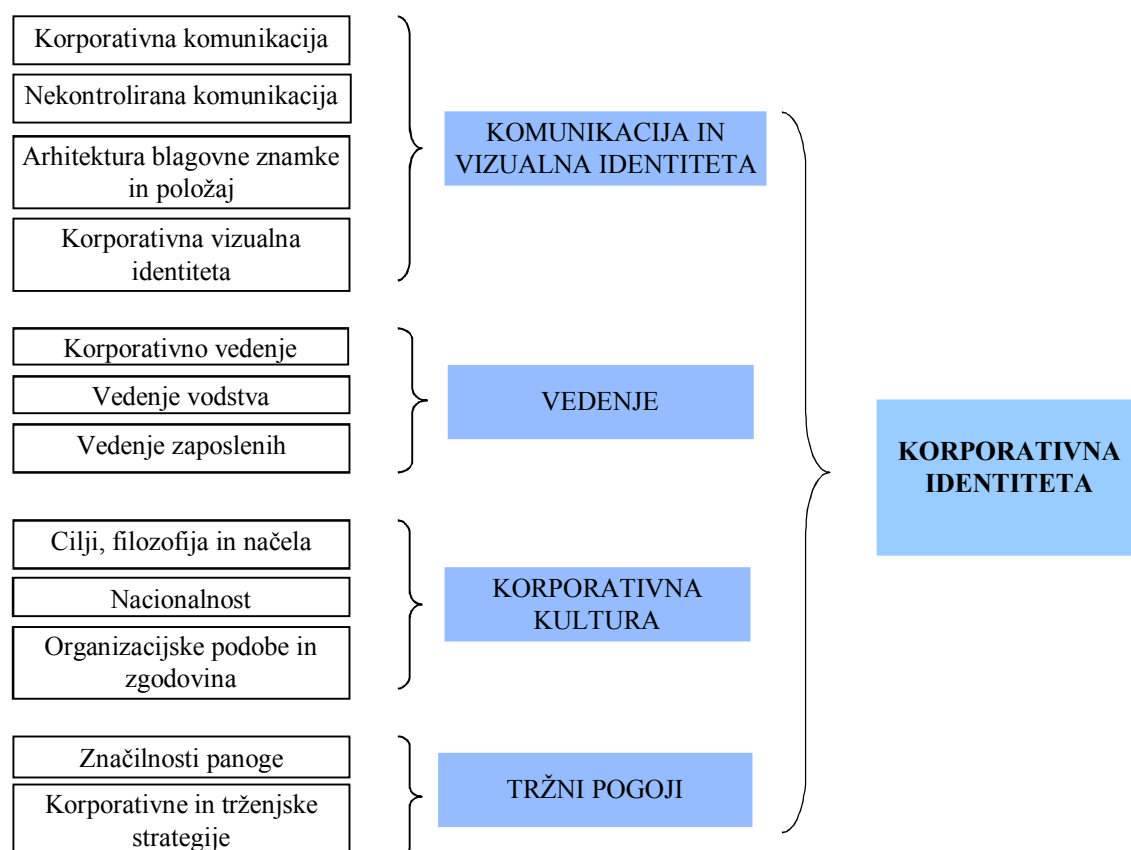 Korporativna komunikacija
Nekontrolirana komunikacija
Arhitektura blagovne znamke
in položaj
Korporativna vizualna
identiteta
KOMUNIKACIJA IN
VIZUALNA IDENTITETA
Korporativno vedenje
Vedenje vodstva
Vedenje zaposlenih
VEDENJE
Cilji, filozofija in načela
Nacionalnost
Organizacijske podobe in
zgodovina
KORPORATIVNA
KULTURA
Značilnosti panoge
Korporativne in trženjske
strategije
TRŽNI POGOJI
KORPORATIVNA
IDENTITETA